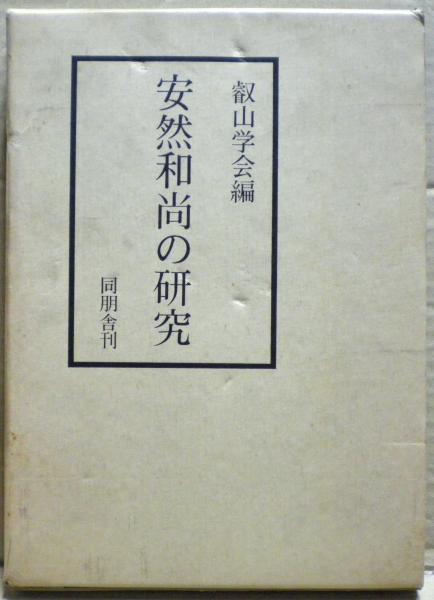 叡山学会編
安然和尚の研究
同朋舎刊